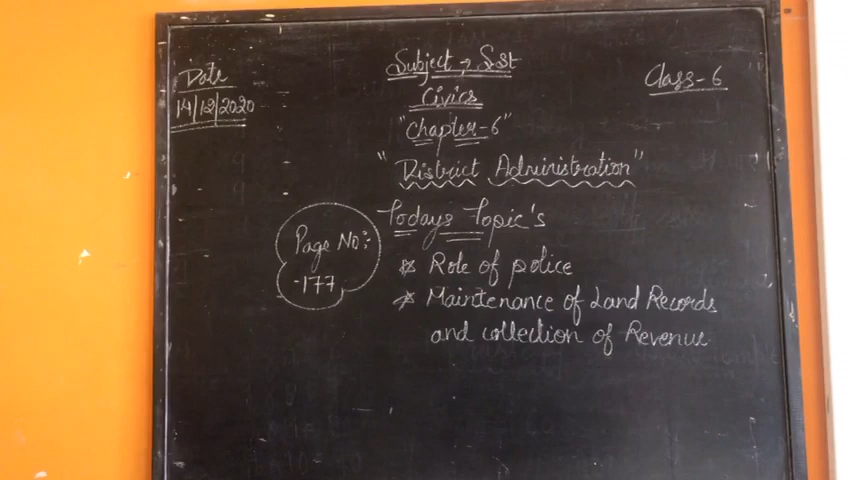 Date
14/12/2020
Subject → S.st
Class-6
Civics
"Chapter-6"
"District Administration"
Todays Topic's
Page No:-
-177
* Role of police
* Maintenance of Land Records
and collection of Revenue